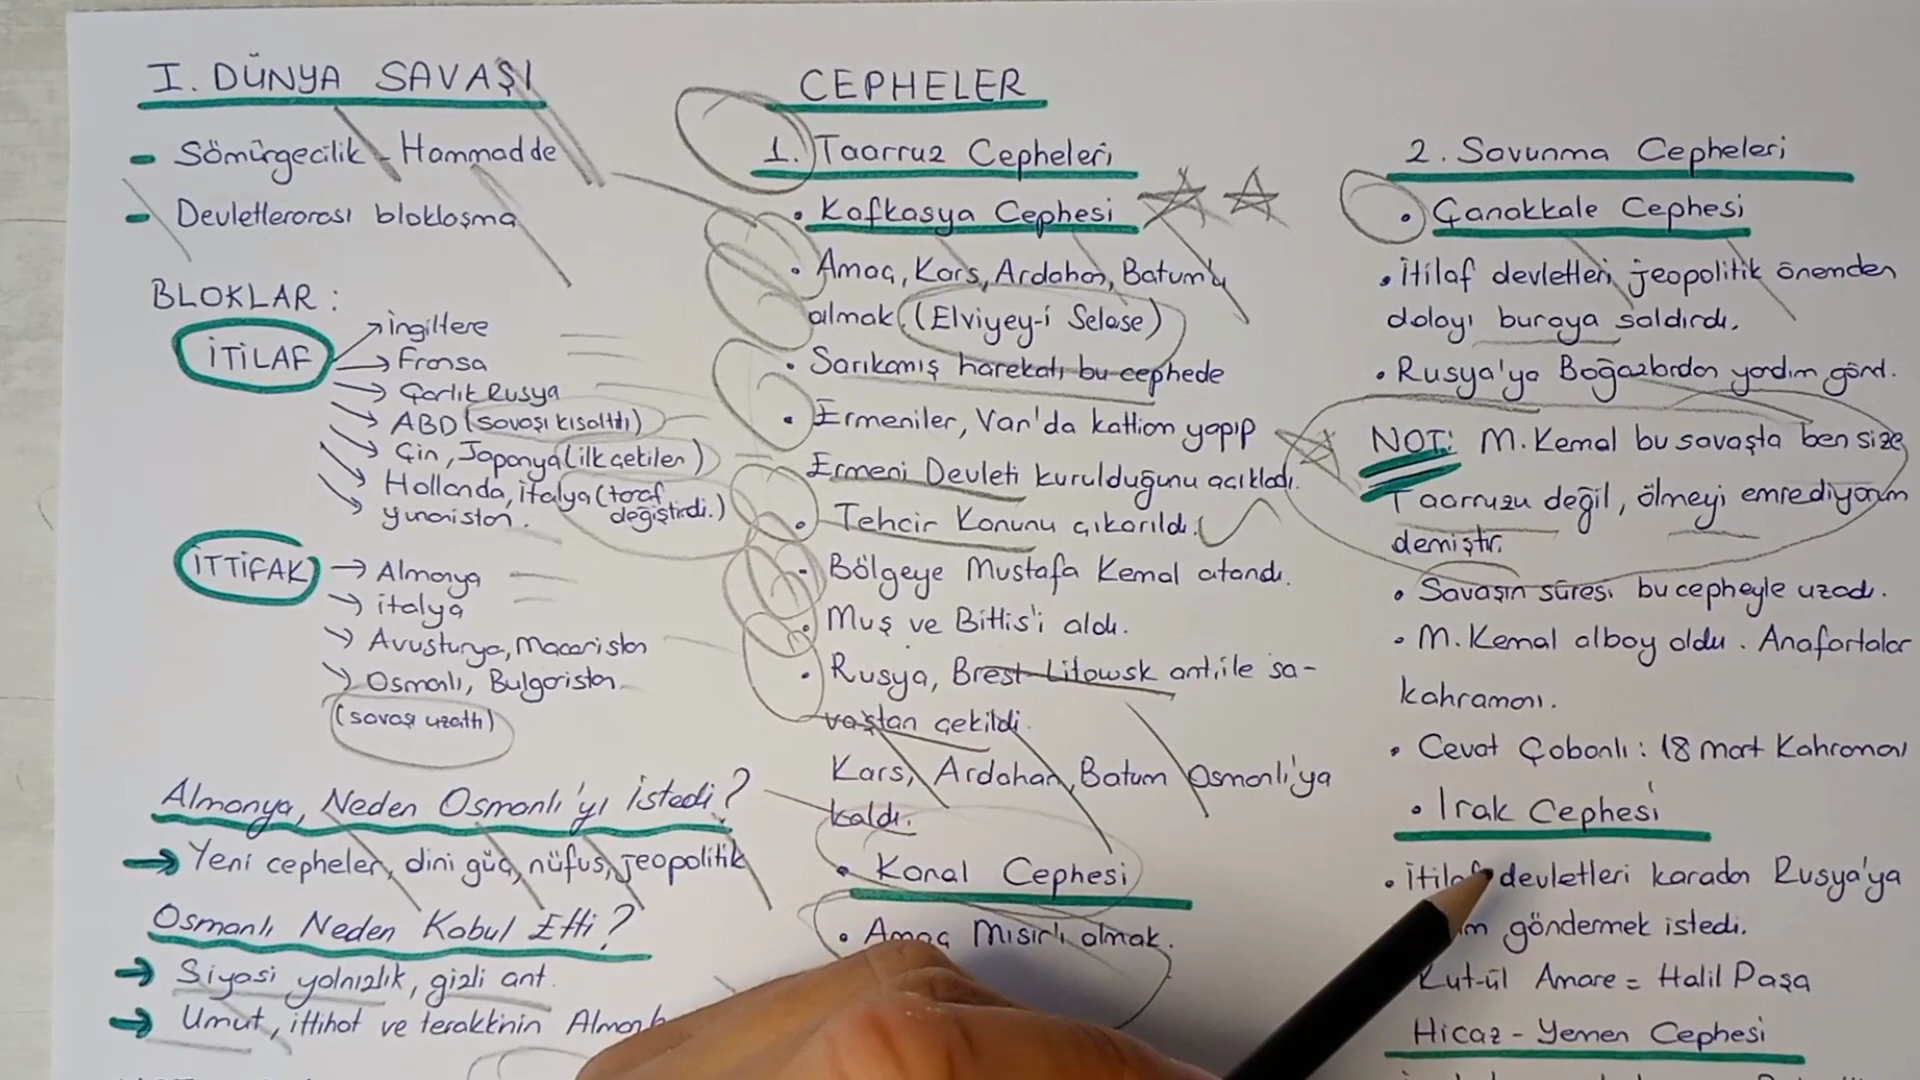 I. DÜNYA SAVAŞI
- Sömürgecilik - Hammadde
- Devletlerarası bloklaşma
BLOKLAR :
İTİLAF → İngiltere
→ Fransa
→ Çarlık Rusya
→ ABD (savaşı kısalttı)
→ Çin, Japonya (ilk çekilen)
→ Hollanda, italya (taraf değiştirdi.)
→ yunanistan.
İTTİFAK → Almanya
→ italya
→ Avusturya, Macaristan
→ Osmanlı, Bulgaristan
(savaşı uzattı)
Almanya, Neden Osmanlı'yı istedi?
→ Yeni cepheler, dini güç, nüfus, jeopolitik
Osmanlı Neden Kabul Etti?
→ Siyasi yalnızlık, gizli ant.
→ Umut, ittihat ve terakki'nin
CEPHELER
1. Taarruz Cepheleri
• Kafkasya Cephesi
• Amaç, Kars, Ardahan, Batum'u
almak (Elviyey-i Selase)
• Sarıkamış harekatı bu cephede
• Ermeniler, Van'da katliam yapıp
Ermeni Devleti kurulduğunu açıkladı.
• Tehcir Kanunu çıkarıldı.
• Bölgeye Mustafa Kemal atandı.
• Muş ve Bitlis'i aldı.
• Rusya, Brest-Litowsk ant. ile sa-
vaştan çekildi.
Kars, Ardahan, Batum Osmanlı'ya
kaldı.
• Kanal Cephesi
• Amaç Mısır'ı almak.
2. Savunma Cepheleri
• Çanakkale Cephesi
• İtilaf devletleri jeopolitik önemden
dolayı buraya saldırdı.
• Rusya'ya Boğazlardan yardım gönd.
NOT: M. Kemal bu savaşta ben size
Taarruzu değil, ölmeyi emrediyorum
demiştir.
• Savaşın süresi bu cepheyle uzadı.
• M. Kemal albay oldu. Anafartalar
kahramanı.
• Cevat Çobanlı: 18 mart Kahramanı
• Irak Cephesi
• İtilaf devletleri karadan Rusya'ya
göndermek istedi.
Kut-ül Amare = Halil Paşa
Hicaz - Yemen Cephesi